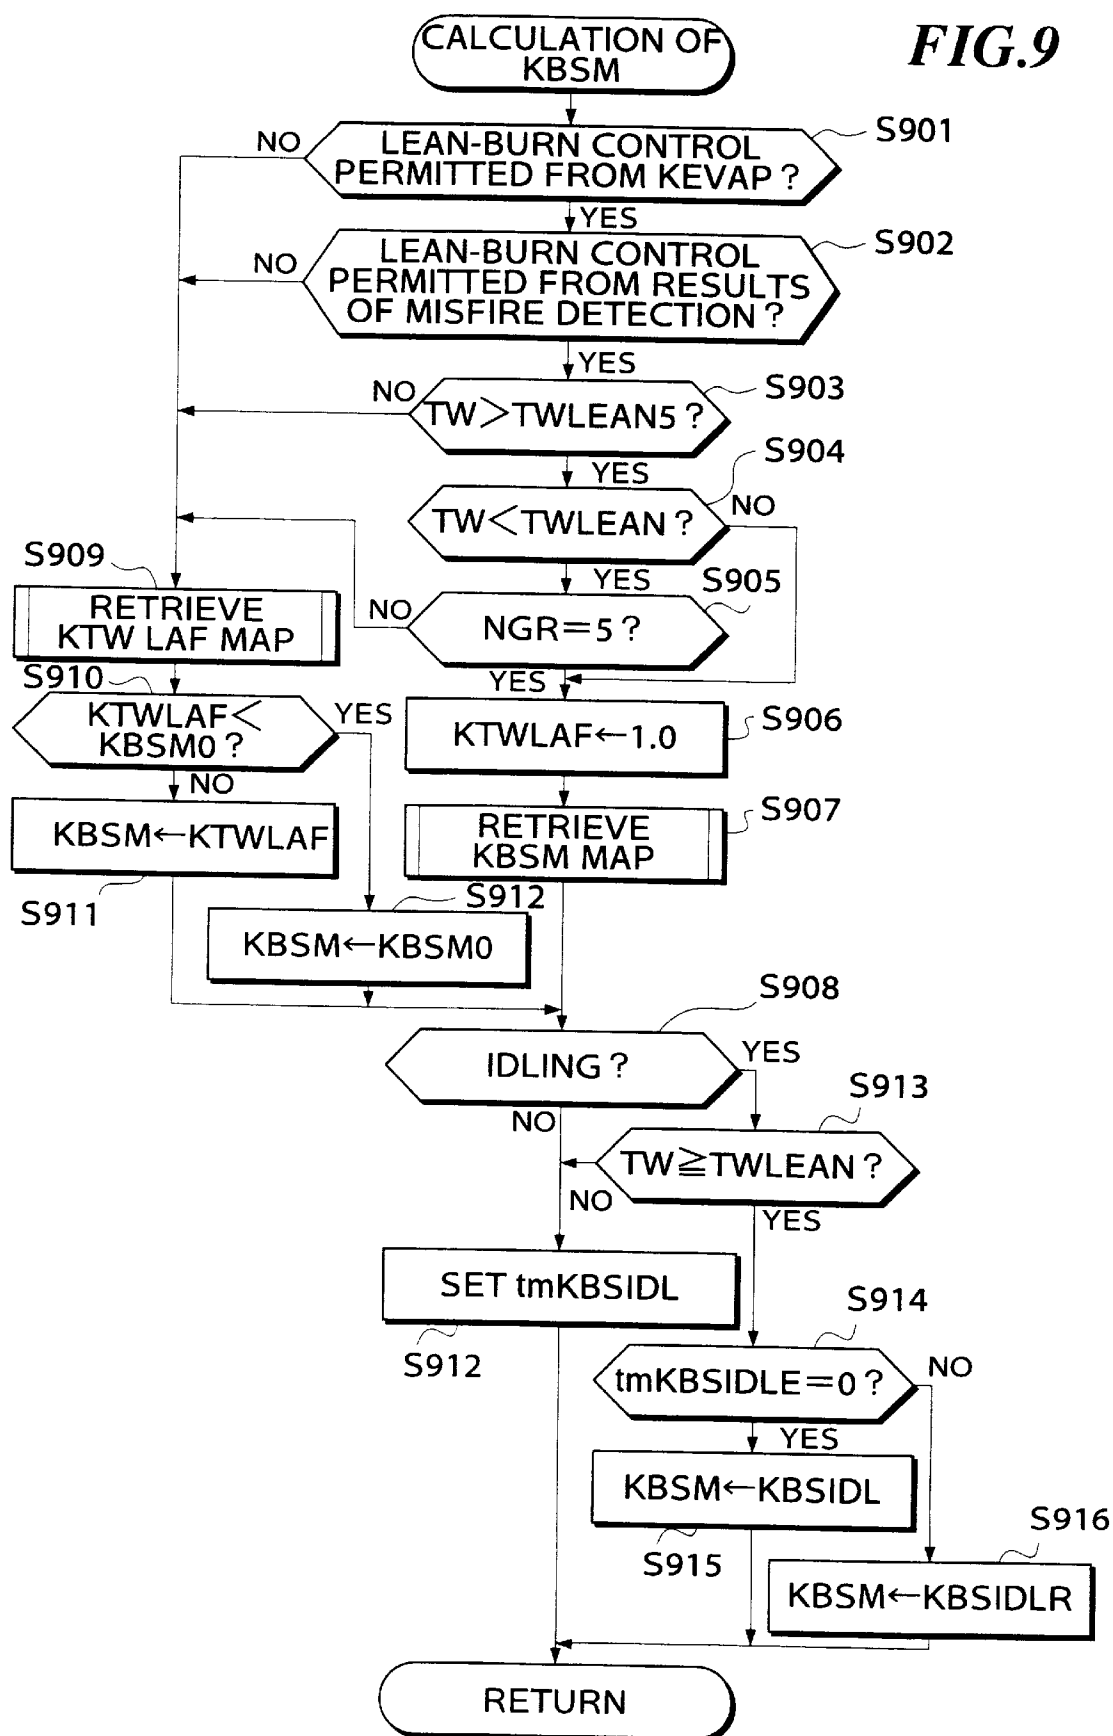 FIG.9
CALCULATION OF
KBSM
S901
NO
LEAN-BURN CONTROL
PERMITTED FROM KEVAP?
YES
S902
NO
LEAN-BURN CONTROL
PERMITTED FROM RESULTS
OF MISFIRE DETECTION?
YES
S903
NO
TW>TWLEAN5?
YES
S904
TW<TWLEAN?
NO
YES
S905
NO
NGR=5?
YES
S909
RETRIEVE
KTW LAF MAP
S910
KTWLAF<
KBSM0?
YES
NO
S906
KTWLAF←1.0
S907
RETRIEVE
KBSM MAP
KBSM←KTWLAF
S911
S912
KBSM←KBSM0
S908
IDLING?
YES
NO
S913
TW≧TWLEAN?
NO
YES
SET tmKBSIDL
S912
S914
tmKBSIDLE=0?
NO
YES
KBSM←KBSIDL
S915
S916
KBSM←KBSIDLR
RETURN